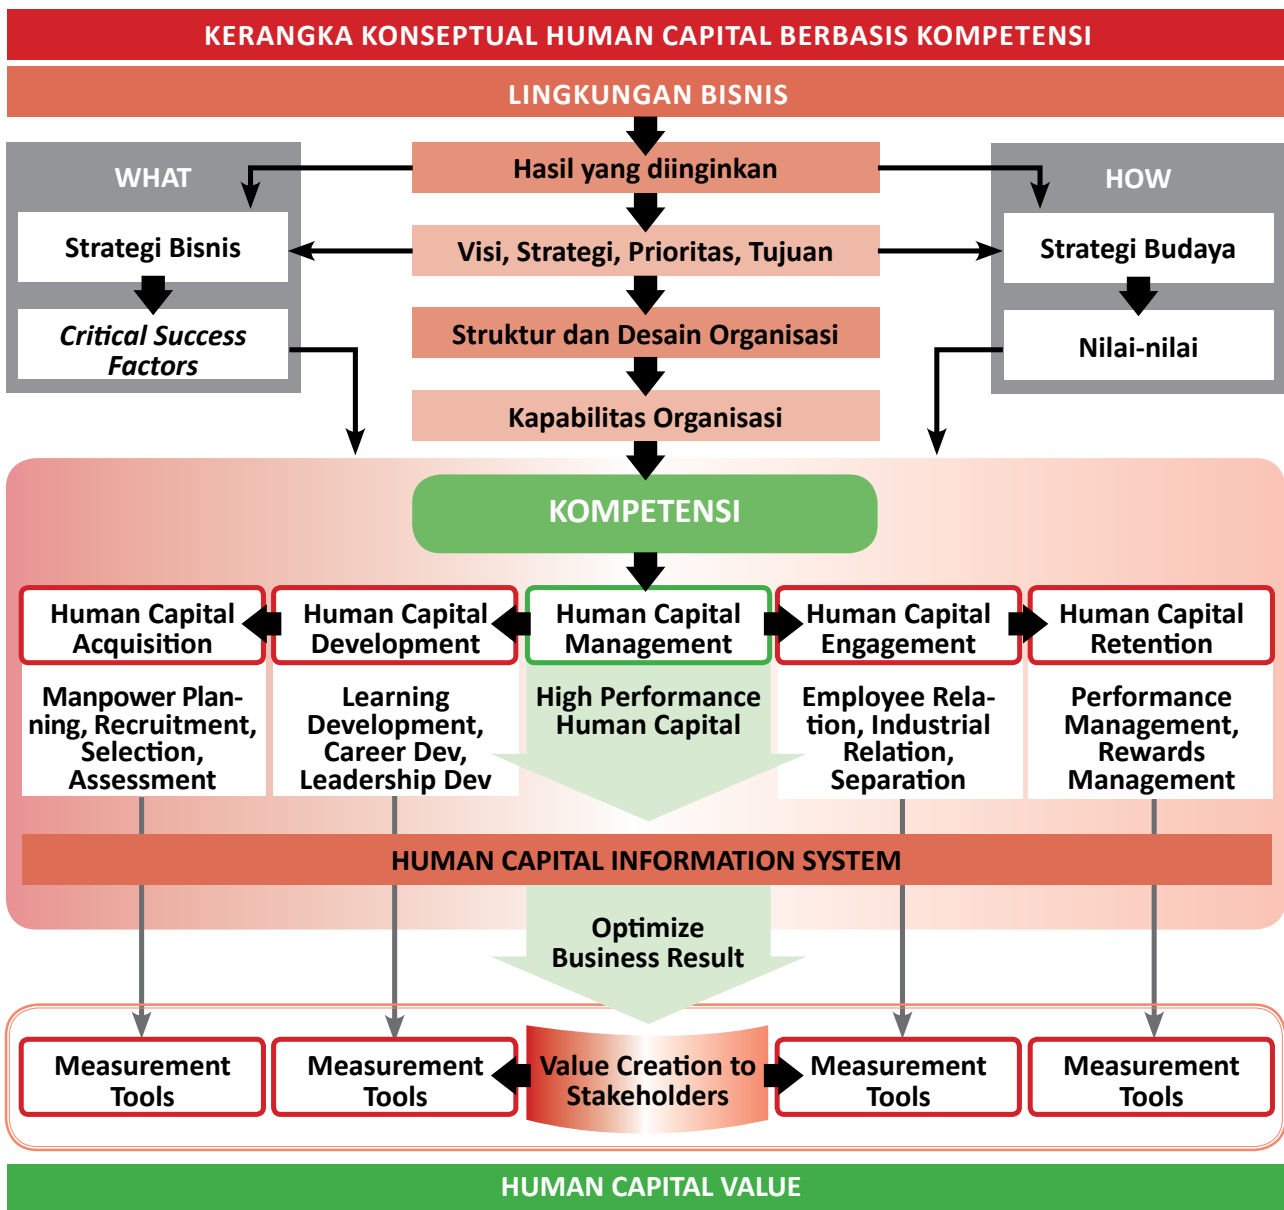 KERANGKA KONSEPTUAL HUMAN CAPITAL BERBASIS KOMPETENSI
LINGKUNGAN BISNIS
WHAT
Strategi Bisnis
Critical Success
Factors
Hasil yang diinginkan
Visi, Strategi, Prioritas, Tujuan
Struktur dan Desain Organisasi
Kapabilitas Organisasi
HOW
Strategi Budaya
Nilai-nilai
KOMPETENSI
Human Capital
Acquisition
Manpower Plan-
ning, Recruitment,
Selection,
Assessment
Human Capital
Development
Learning
Development,
Career Dev,
Leadership Dev
Human Capital
Management
High Performance
Human Capital
Human Capital
Engagement
Employee Rela-
tion, Industrial
Relation,
Separation
Human Capital
Retention
Performance
Management,
Rewards
Management
HUMAN CAPITAL INFORMATION SYSTEM
Optimize
Business Result
Measurement
Tools
Measurement
Tools
Value Creation to
Stakeholders
Measurement
Tools
Measurement
Tools
HUMAN CAPITAL VALUE